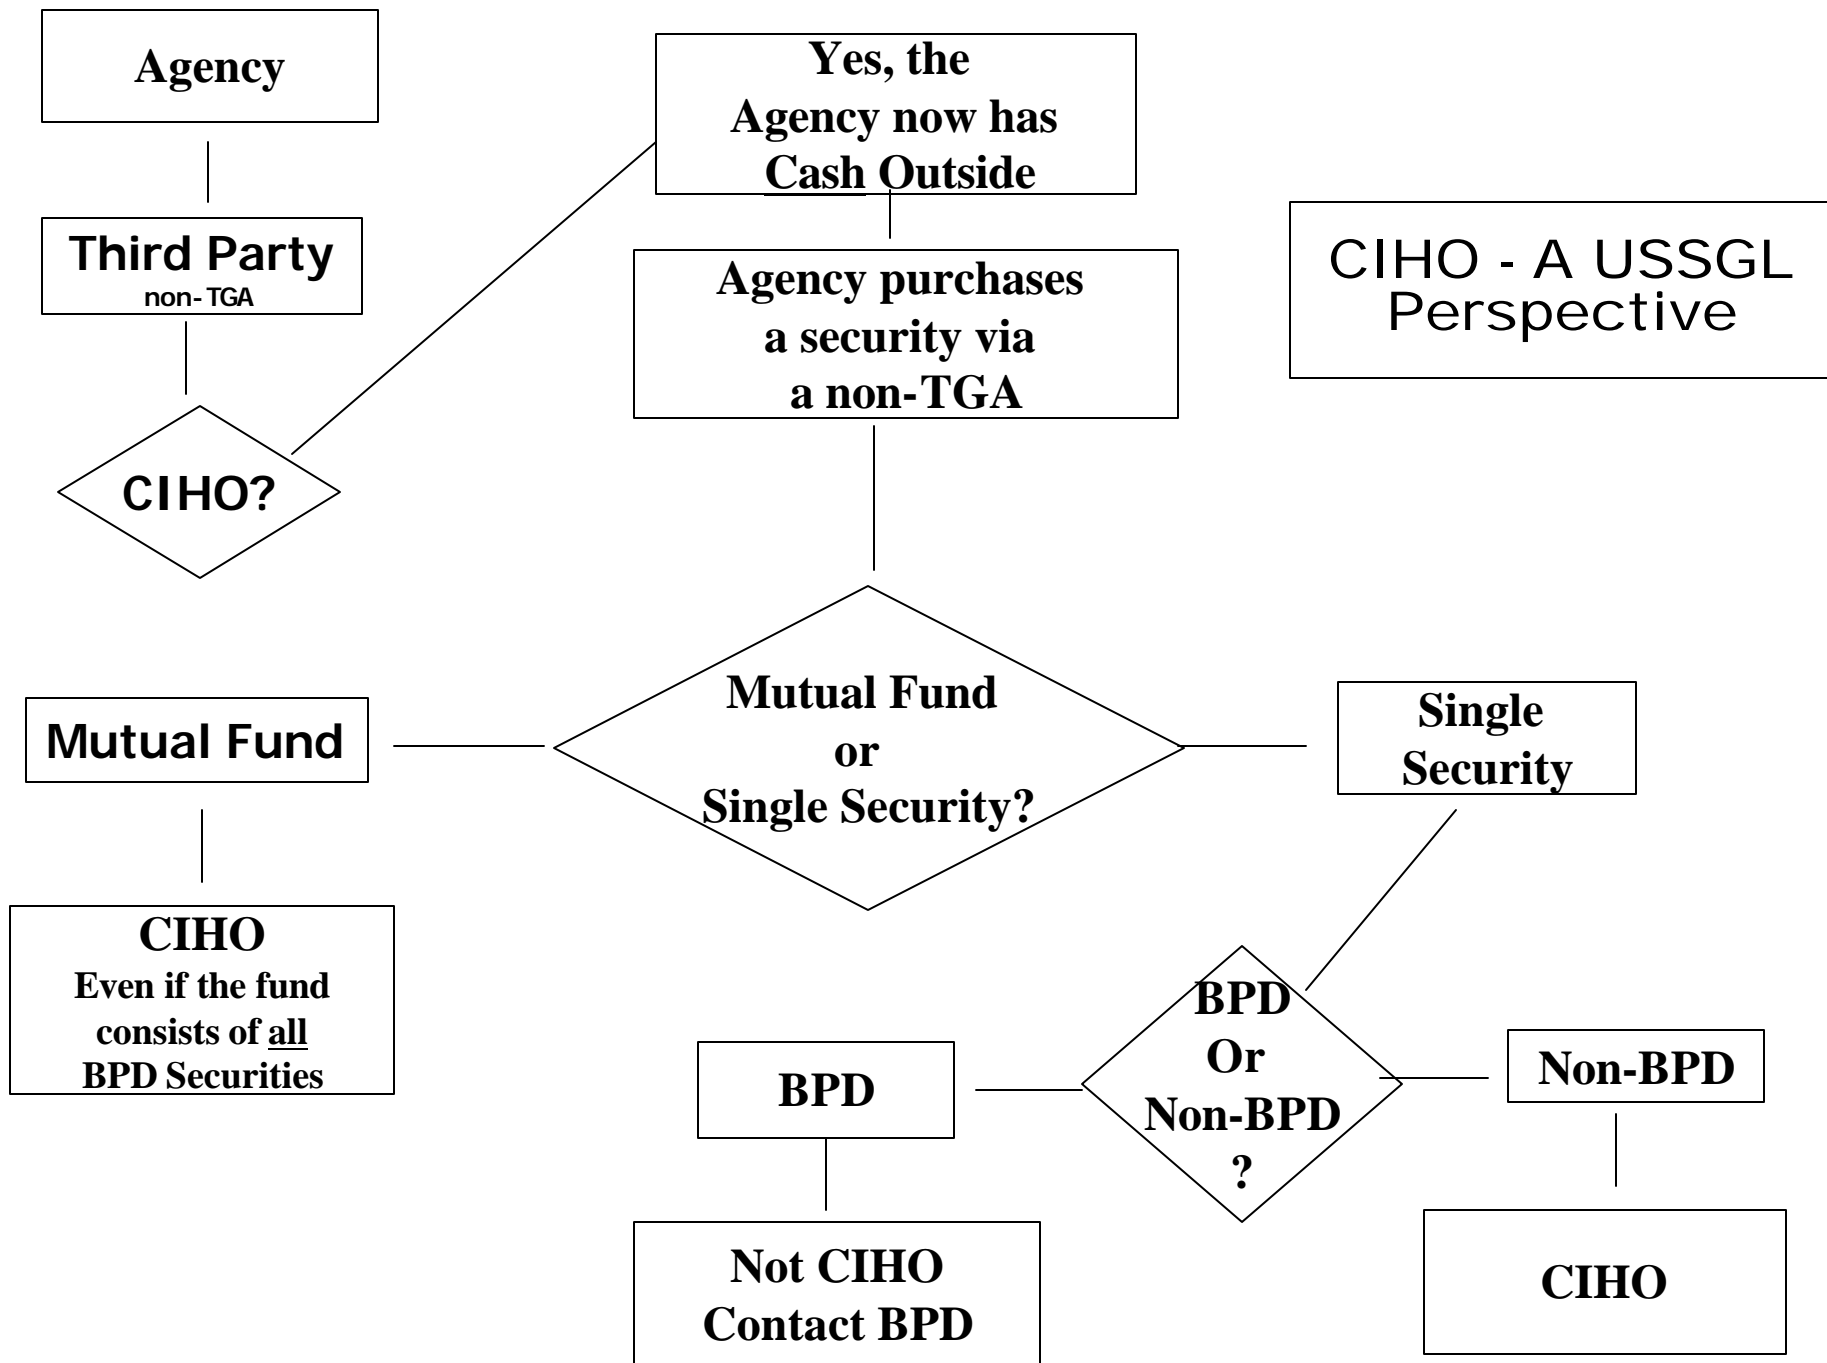 Agency
Third Party
non-TGA
CIHO?
Yes, the
Agency now has
Cash Outside
Agency purchases
a security via
a non-TGA
CIHO - A USSGL
Perspective
Mutual Fund
or
Single Security?
Mutual Fund
CIHO
Even if the fund
consists of all
BPD Securities
Single
Security
BPD
Or
Non-BPD
?
BPD
Not CIHO
Contact BPD
Non-BPD
CIHO